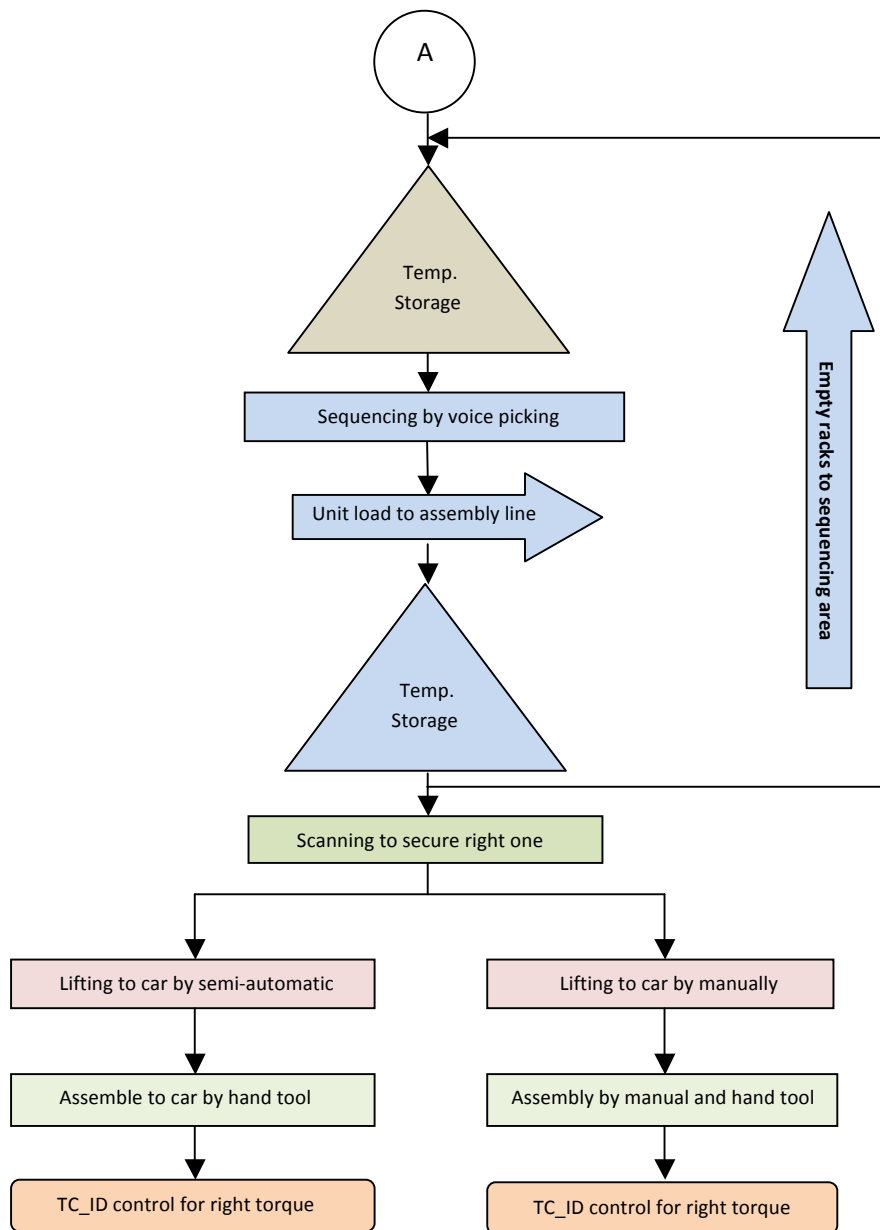 A
Temp.
Storage
Empty racks to sequencing area
Sequencing by voice picking
Unit load to assembly line
Temp.
Storage
Scanning to secure right one
Lifting to car by semi-automatic
Lifting to car by manually
Assemble to car by hand tool
Assembly by manual and hand tool
TC_ID control for right torque
TC_ID control for right torque